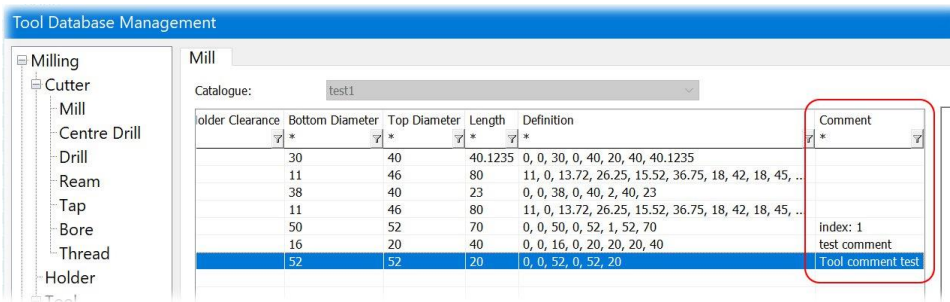 Tool Database Management
Milling
Cutter
Mill
Centre Drill
Drill
Ream
Tap
Bore
Thread
Holder
Tool
Mill
Catalogue: test1
older Clearance Bottom Diameter Top Diameter Length Definition Comment
* * * * *
30 40 40.1235 0, 0, 30, 0, 40, 20, 40, 40.1235
11 46 80 11, 0, 13.72, 26.25, 15.52, 36.75, 18, 42, 18, 45, ...
38 40 23 0, 0, 38, 0, 40, 2, 40, 23
11 46 80 11, 0, 13.72, 26.25, 15.52, 36.75, 18, 42, 18, 45, ...
50 52 70 0, 0, 50, 0, 52, 1, 52, 70 index: 1
16 20 40 0, 0, 16, 0, 20, 20, 20, 40 test comment
52 52 20 0, 0, 52, 0, 52, 20 Tool comment test